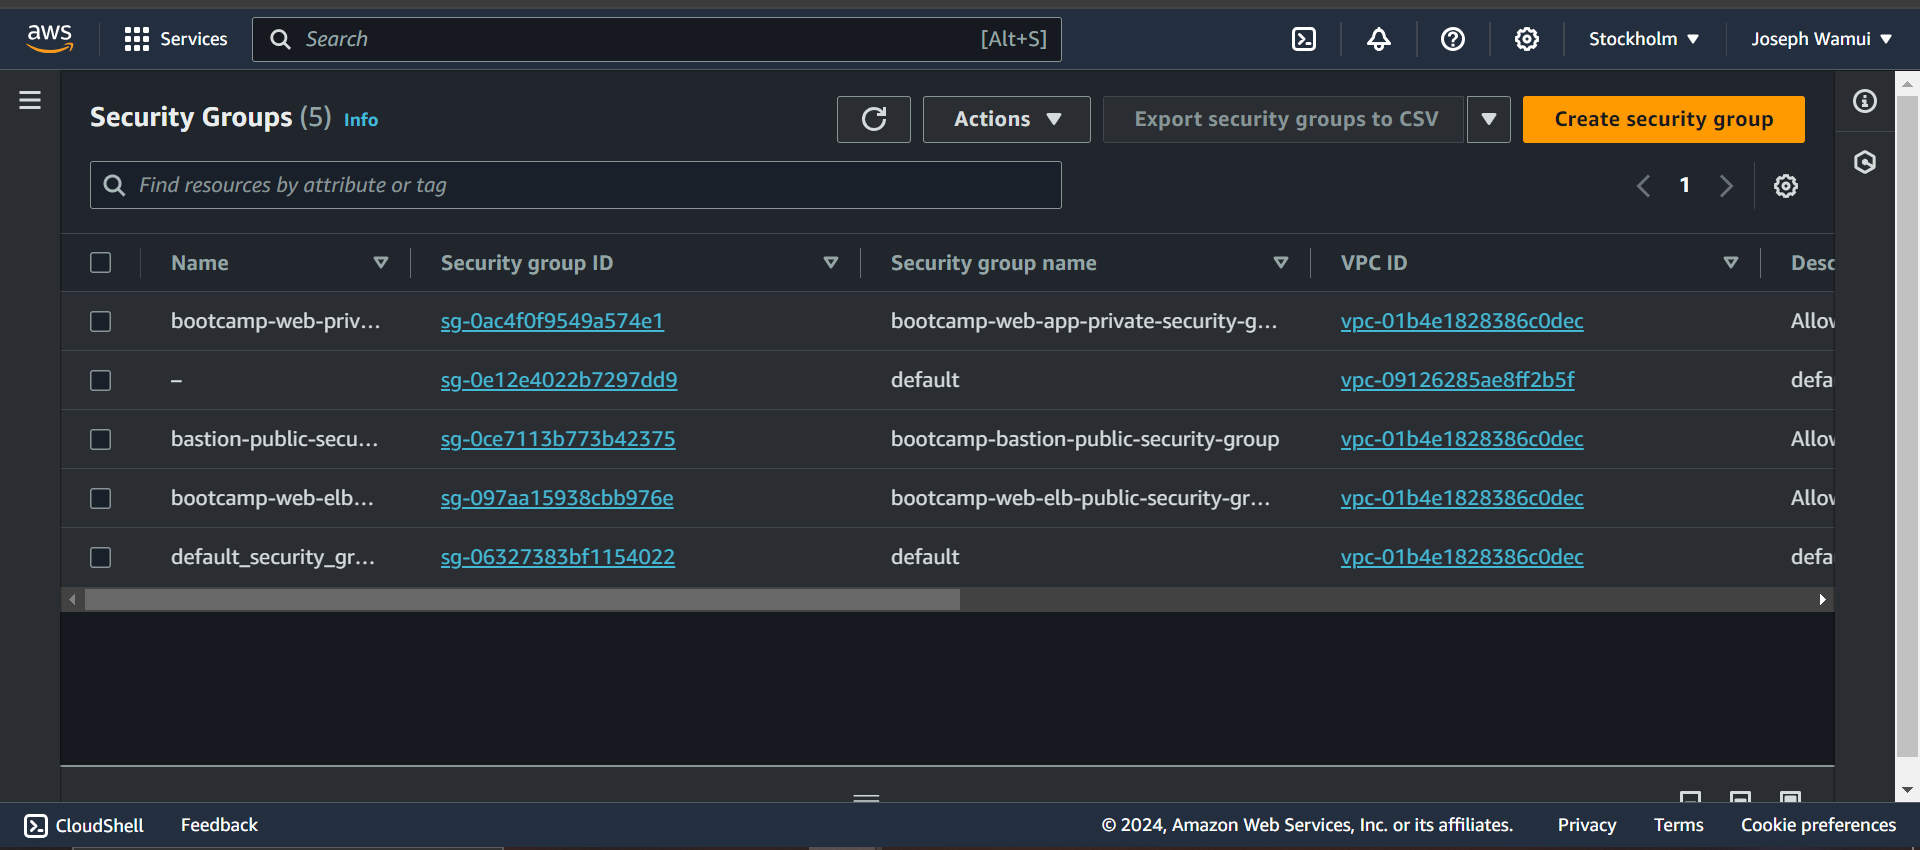 aws Services Search [Alt+S] Stockholm Joseph Wamui
Security Groups (5) Info Actions Export security groups to CSV Create security group
Find resources by attribute or tag 1
Name Security group ID Security group name VPC ID Desc
bootcamp-web-priv... sg-0ac4f0f9549a574e1 bootcamp-web-app-private-security-g... vpc-01b4e1828386c0dec Allow
– sg-0e12e4022b7297dd9 default vpc-09126285ae8ff2b5f defa
bastion-public-secu... sg-0ce7113b773b42375 bootcamp-bastion-public-security-group vpc-01b4e1828386c0dec Allow
bootcamp-web-elb... sg-097aa15938cbb976e bootcamp-web-elb-public-security-gr... vpc-01b4e1828386c0dec Allow
default_security_gr... sg-06327383bf1154022 default vpc-01b4e1828386c0dec defa
CloudShell Feedback © 2024, Amazon Web Services, Inc. or its affiliates. Privacy Terms Cookie preferences